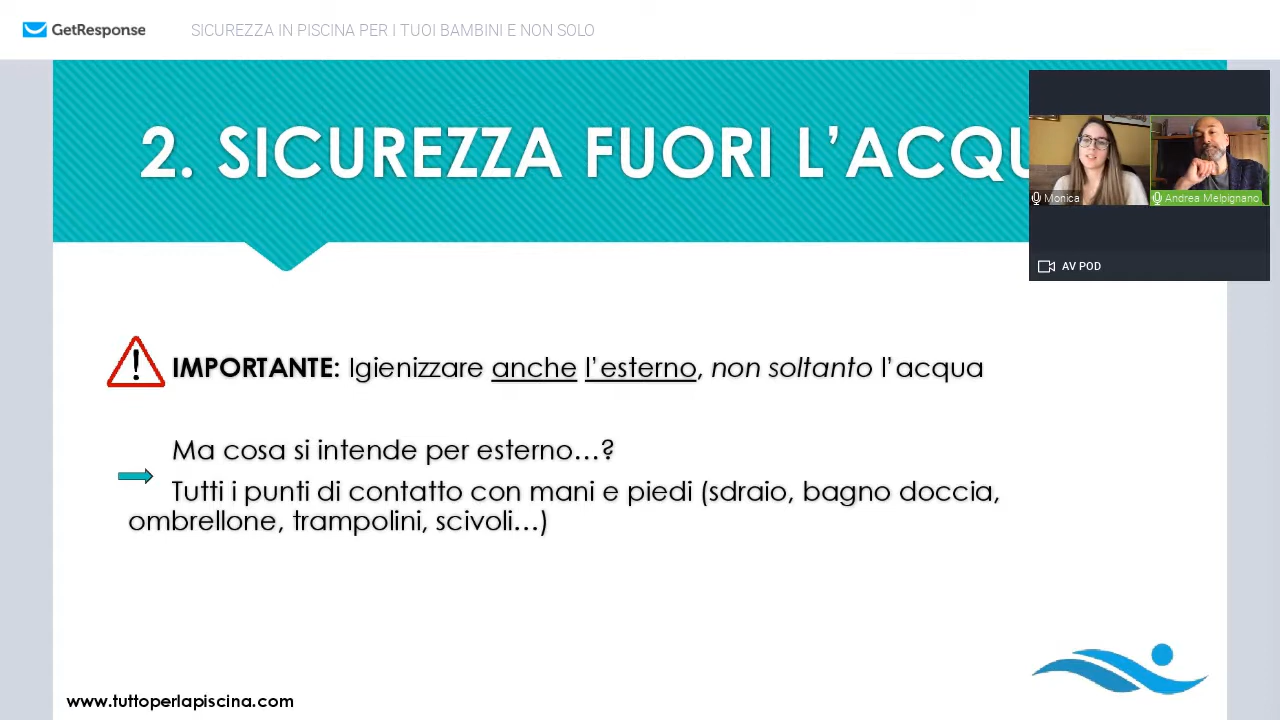 GetResponse
SICUREZZA IN PISCINA PER I TUOI BAMBINI E NON SOLO
2. SICUREZZA FUORI L’ACQU
Monica
Andrea Melpignano
AV POD
IMPORTANTE: Igienizzare anche l’esterno, non soltanto l’acqua
Ma cosa si intende per esterno…?
Tutti i punti di contatto con mani e piedi (sdraio, bagno doccia,
ombrellone, trampolini, scivoli…)
www.tuttoperlapiscina.com